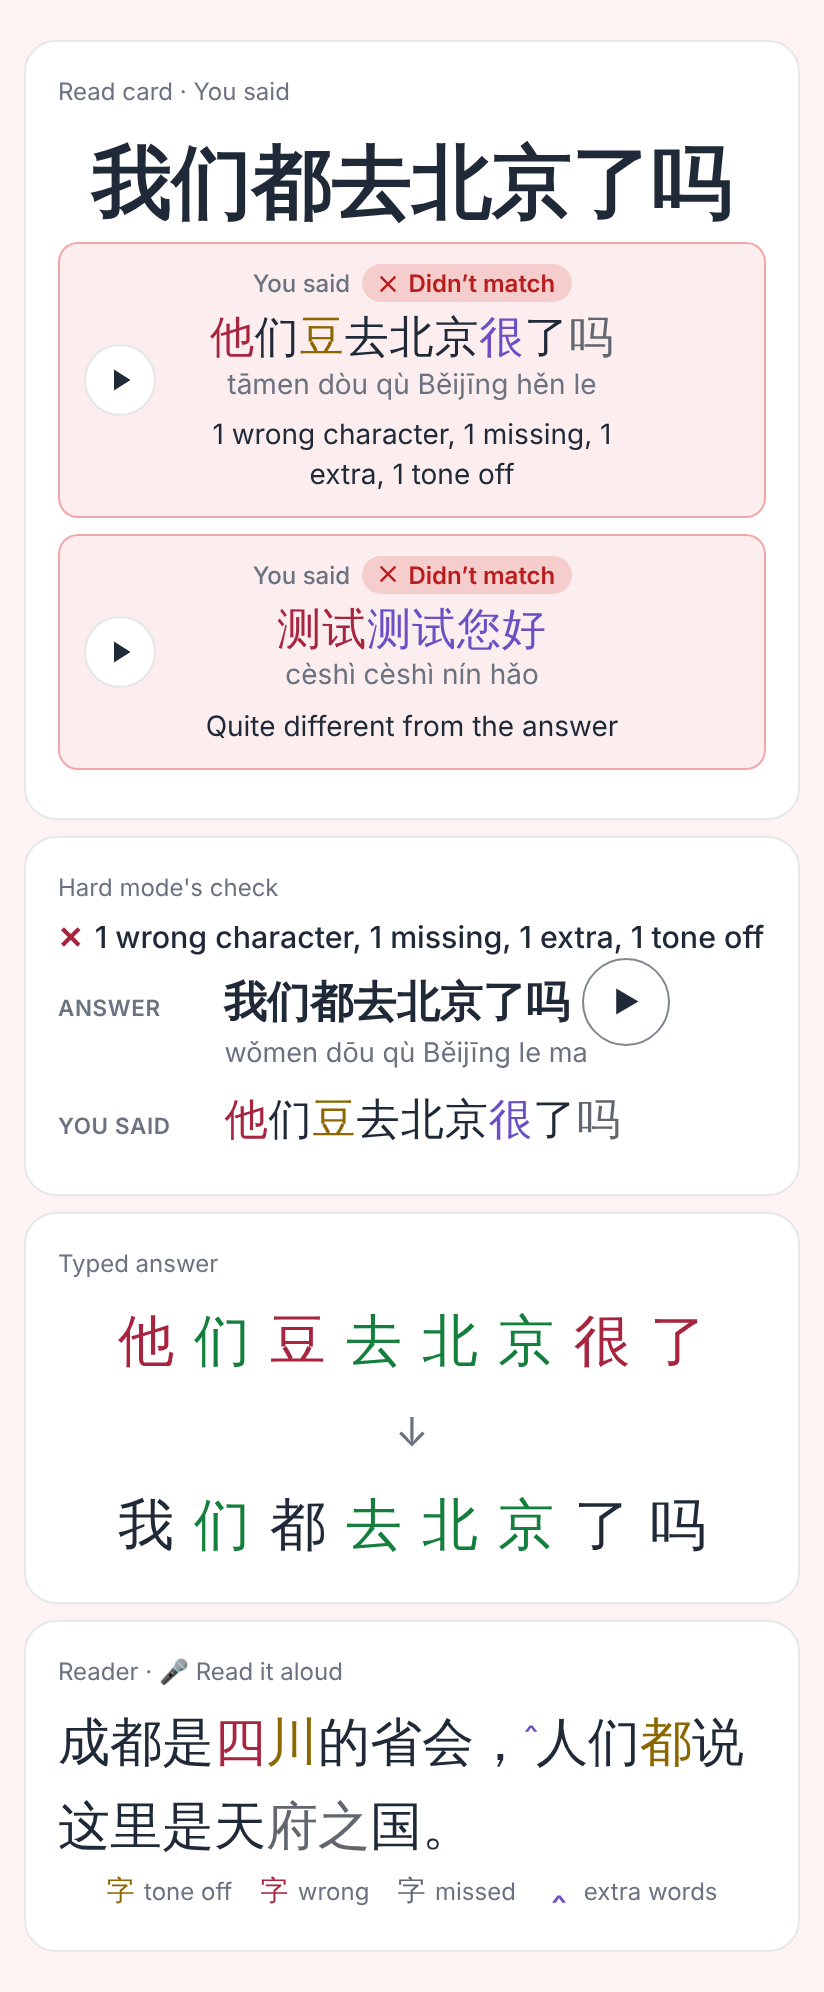 Read card · You said
我们都去北京了吗
You said × Didn’t match
他们豆去北京很了吗
tāmen dòu qù Běijīng hěn le
1 wrong character, 1 missing, 1
extra, 1 tone off
You said × Didn’t match
测试测试您好
cèshì cèshì nín hǎo
Quite different from the answer
Hard mode's check
× 1 wrong character, 1 missing, 1 extra, 1 tone off
ANSWER 我们都去北京了吗
wǒmen dōu qù Běijīng le ma
YOU SAID 他们豆去北京很了吗
Typed answer
他 们 豆 去 北 京 很 了
↓
我 们 都 去 北 京 了 吗
Reader · 🎤 Read it aloud
成都是四川的省会，‸人们都说
这里是天府之国。
字 tone off 字 wrong 字 missed ‸ extra words